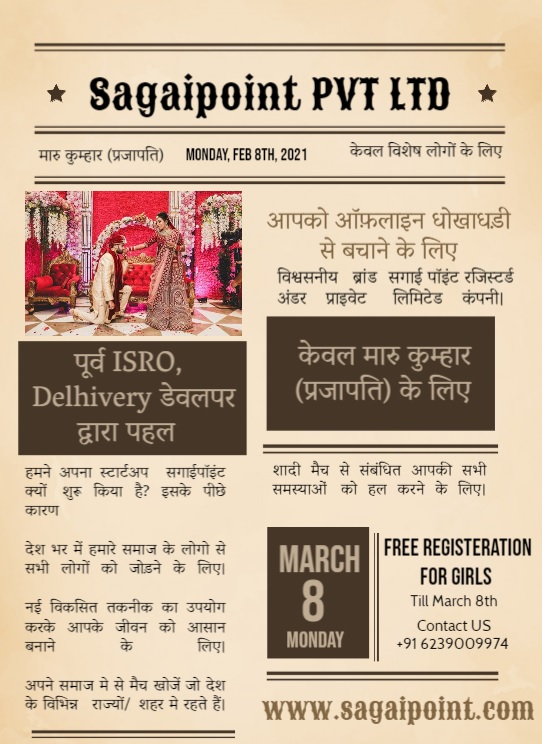 Sagaipoint PVT LTD
मारु कुम्हार (प्रजापति)
MONDAY, FEB 8TH, 2021
केवल विशेष लोगों के लिए
पूर्व ISRO,
Delhivery डेवलपर
द्वारा पहल
हमने अपना स्टार्टअप सगाईपॉइंट
क्यों शुरू किया है? इसके पीछे
कारण
देश भर में हमारे समाज के लोगो से
सभी लोगों को जोड़ने के लिए।
नई विकसित तकनीक का उपयोग
करके आपके जीवन को आसान
बनाने के लिए।
अपने समाज मे से मैच खोजें जो देश
के विभिन्न राज्यों/ शहर मे रहते हैं।
आपको ऑफ़लाइन धोखाधड़ी
से बचाने के लिए
विश्वसनीय ब्रांड सगाई पॉइंट रजिस्टर्ड
अंडर प्राइवेट लिमिटेड कंपनी।
केवल मारु कुम्हार
(प्रजापति) के लिए
शादी मैच से संबंधित आपकी सभी
समस्याओं को हल करने के लिए।
MARCH
8
MONDAY
FREE REGISTERATION
FOR GIRLS
Till March 8th
Contact US
+91 6239009974
www.sagaipoint.com